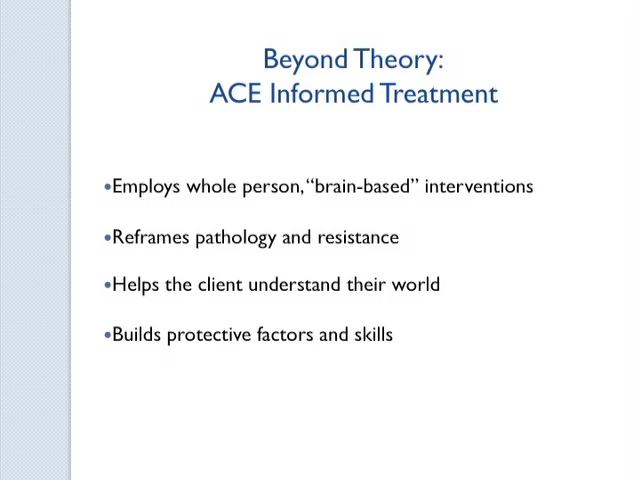 Beyond Theory:
ACE Informed Treatment
•Employs whole person, “brain-based” interventions
•Reframes pathology and resistance
•Helps the client understand their world
•Builds protective factors and skills